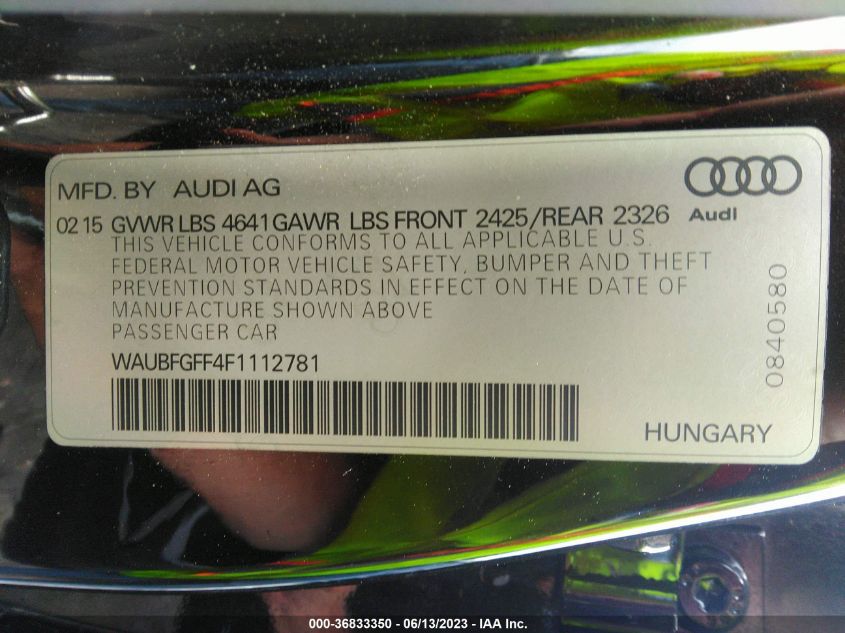 MFD. BY AUDI AG
Audi
02 15 GVWR LBS 4641 GAWR LBS FRONT 2425/REAR 2326
THIS VEHICLE CONFORMS TO ALL APPLICABLE U.S.
FEDERAL MOTOR VEHICLE SAFETY, BUMPER AND THEFT
PREVENTION STANDARDS IN EFFECT ON THE DATE OF
MANUFACTURE SHOWN ABOVE
PASSENGER CAR
WAUBFGFF4F1112781
0840580
HUNGARY
000-36833350 - 06/13/2023 - IAA Inc.